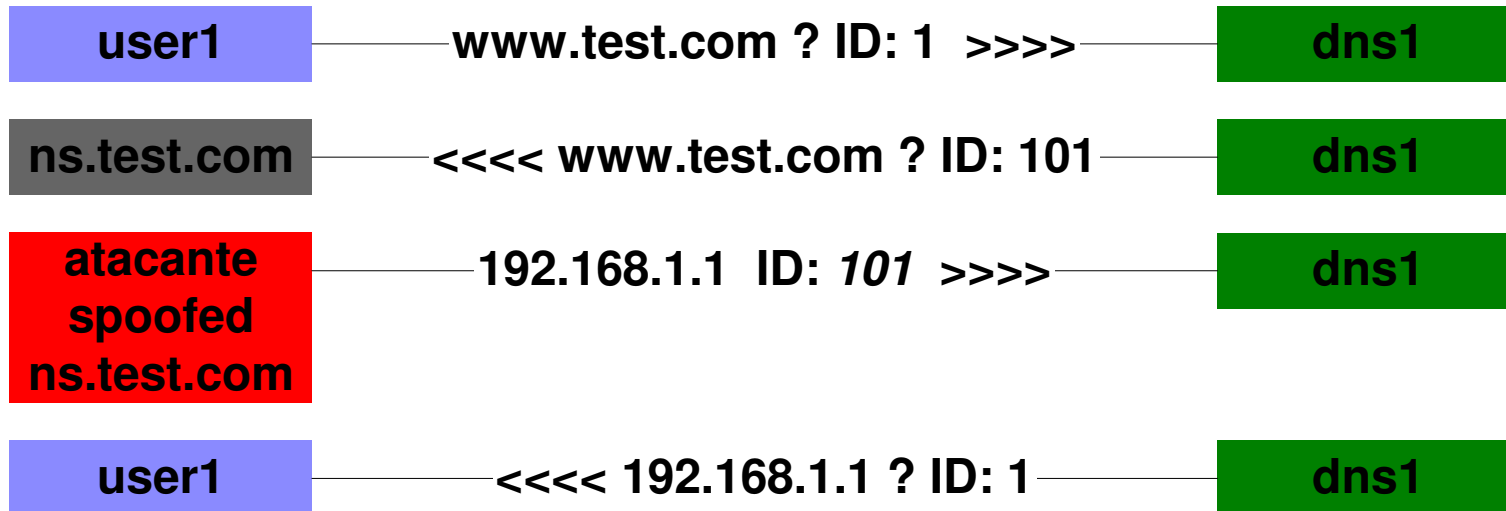 user1 www.test.com ? ID: 1 >>>> dns1
ns.test.com <<<< www.test.com ? ID: 101 dns1
atacante 192.168.1.1 ID: 101 >>>> dns1
spoofed
ns.test.com
user1 <<<< 192.168.1.1 ? ID: 1 dns1